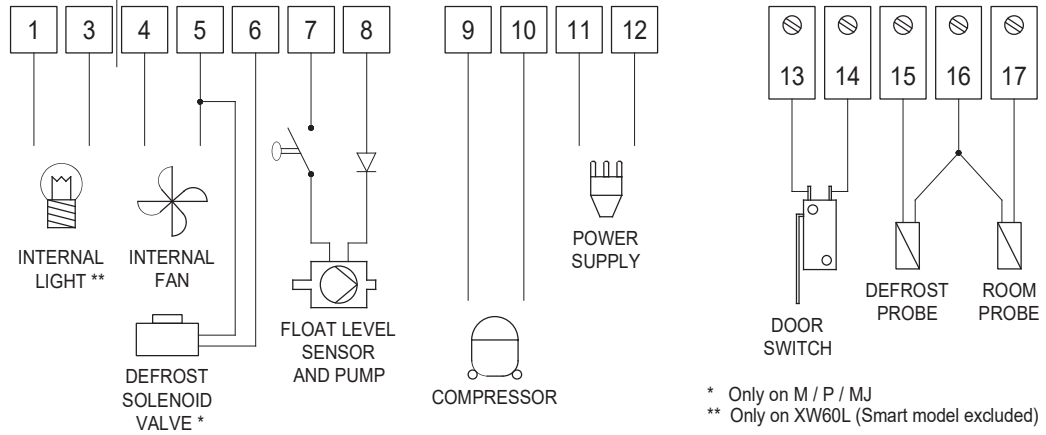 1 3 4 5 6 7 8 9 10 11 12
13 14 15 16 17
INTERNAL
LIGHT **
INTERNAL
FAN
DEFROST
SOLENOID
VALVE *
FLOAT LEVEL
SENSOR
AND PUMP
COMPRESSOR
POWER
SUPPLY
DOOR
SWITCH
DEFROST
PROBE
ROOM
PROBE
* Only on M / P / MJ
** Only on XW60L (Smart model excluded)